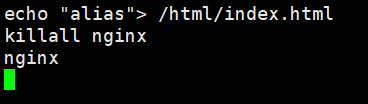 echo "alias"> /html/index.html
killall nginx
nginx